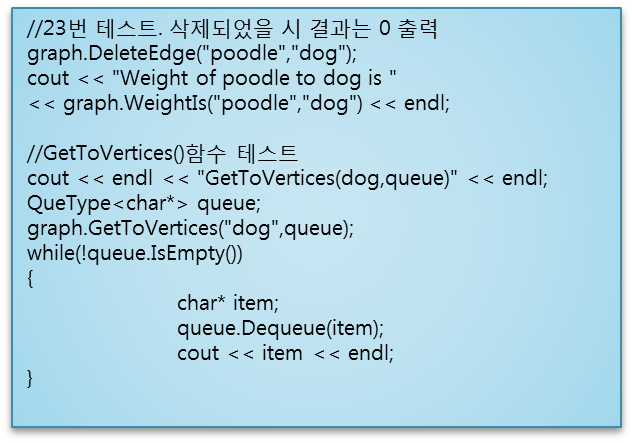 //23번 테스트. 삭제되었을 시 결과는 0 출력
graph.DeleteEdge("poodle","dog");
cout << "Weight of poodle to dog is "
<< graph.WeightIs("poodle","dog") << endl;
//GetToVertices()함수 테스트
cout << endl << "GetToVertices(dog,queue)" << endl;
QueType<char*> queue;
graph.GetToVertices("dog",queue);
while(!queue.IsEmpty())
{
char* item;
queue.Dequeue(item);
cout << item << endl;
}